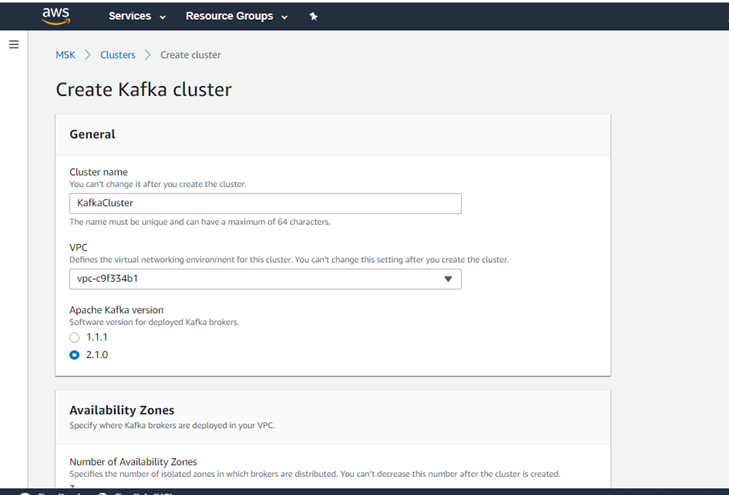 aws Services Resource Groups
MSK > Clusters > Create cluster
Create Kafka cluster
General
Cluster name
You can't change it after you create the cluster.
KafkaCluster
The name must be unique and can have a maximum of 64 characters.
VPC
Defines the virtual networking environment for this cluster. You can't change this setting after you create the cluster.
vpc-c9f334b1
Apache Kafka version
Software version for deployed Kafka brokers.
1.1.1
2.1.0
Availability Zones
Specify where Kafka brokers are deployed in your VPC.
Number of Availability Zones
Specifies the number of isolated zones in which brokers are distributed. You can't decrease this number after the cluster is created.